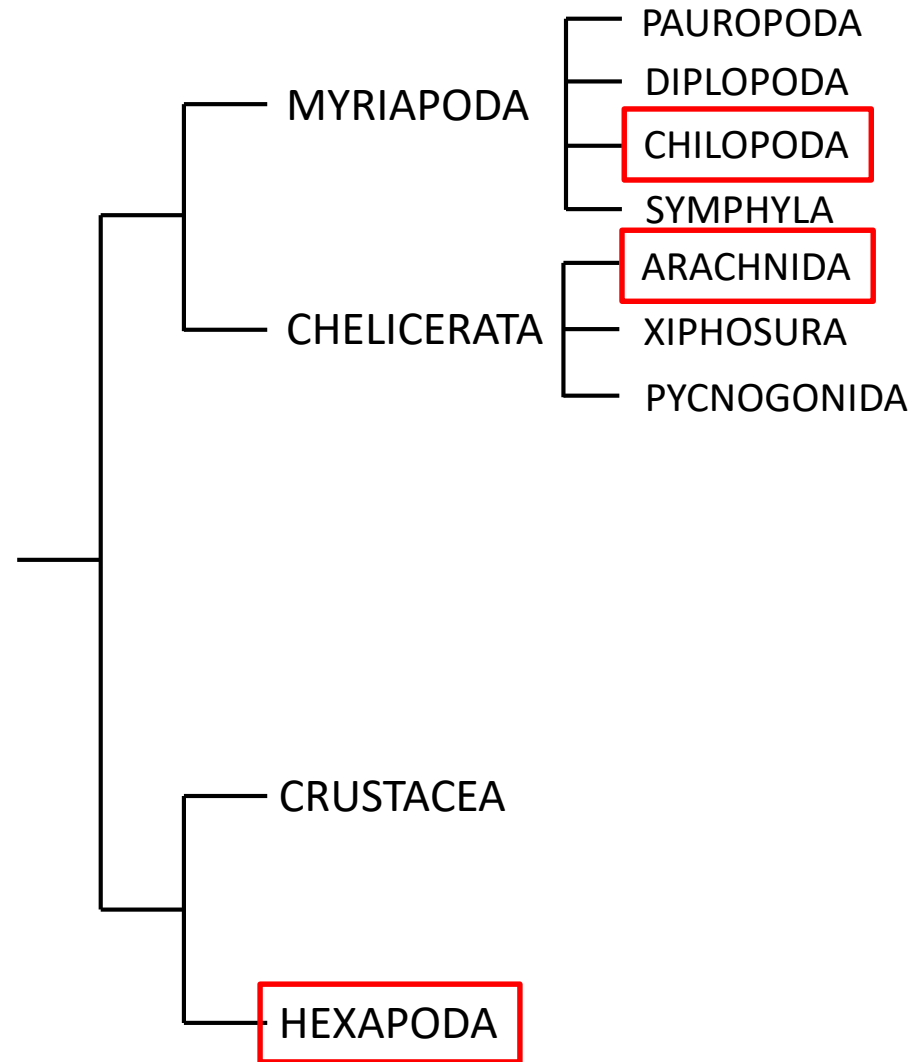 PAUROPODA
DIPLOPODA
MYRIAPODA
CHILOPODA
SYMPHYLA
ARACHNIDA
CHELICERATA
XIPHOSURA
PYCNOGONIDA
CRUSTACEA
HEXAPODA